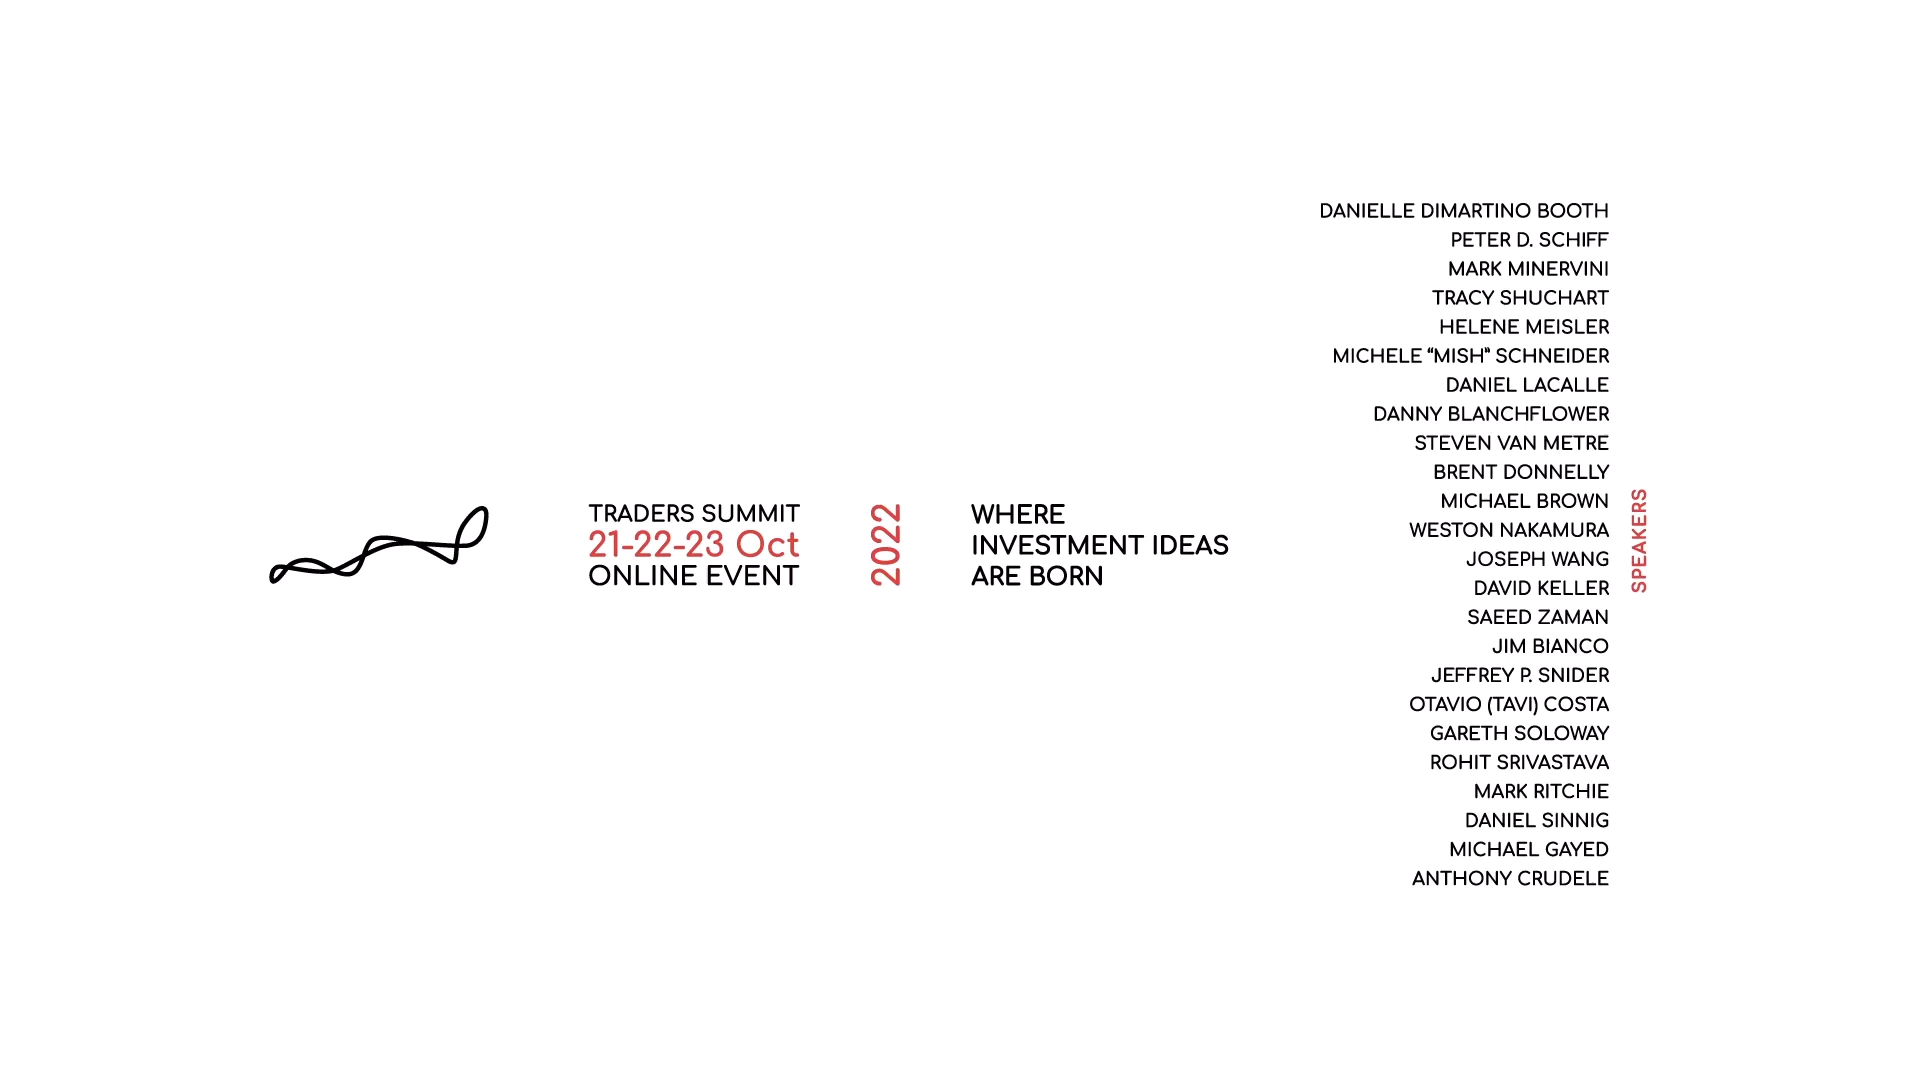 TRADERS SUMMIT
21-22-23 Oct
ONLINE EVENT
2022
WHERE
INVESTMENT IDEAS
ARE BORN
DANIELLE DIMARTINO BOOTH
PETER D. SCHIFF
MARK MINERVINI
TRACY SHUCHART
HELENE MEISLER
MICHELE “MISH” SCHNEIDER
DANIEL LACALLE
DANNY BLANCHFLOWER
STEVEN VAN METRE
BRENT DONNELLY
MICHAEL BROWN
WESTON NAKAMURA
JOSEPH WANG
DAVID KELLER
SAEED ZAMAN
JIM BIANCO
JEFFREY P. SNIDER
OTAVIO (TAVI) COSTA
GARETH SOLOWAY
ROHIT SRIVASTAVA
MARK RITCHIE
DANIEL SINNIG
MICHAEL GAYED
ANTHONY CRUDELE
SPEAKERS